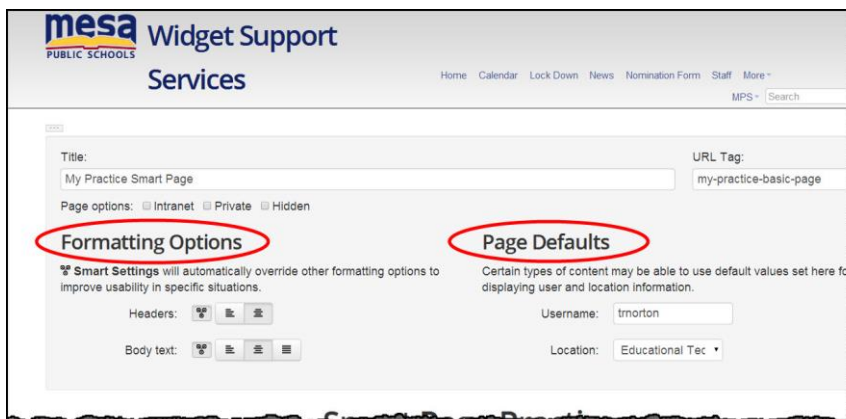 mesa
PUBLIC SCHOOLS
Widget Support
Services
Home Calendar Lock Down News Nomination Form Staff More
MPS Search
Title: URL Tag:
My Practice Smart Page my-practice-basic-page
Page options: Intranet Private Hidden
Formatting Options Page Defaults
Smart Settings will automatically override other formatting options to Certain types of content may be able to use default values set here fo
improve usability in specific situations. displaying user and location information.
Headers: Username: trnorton
Body text: Location: Educational Tec